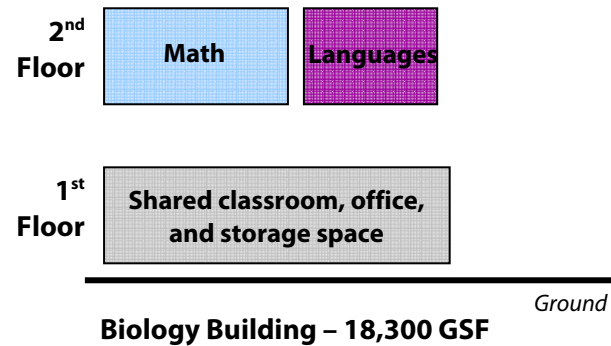 2nd
Floor
Math
Languages
1st
Floor
Shared classroom, office,
and storage space
Ground
Biology Building – 18,300 GSF